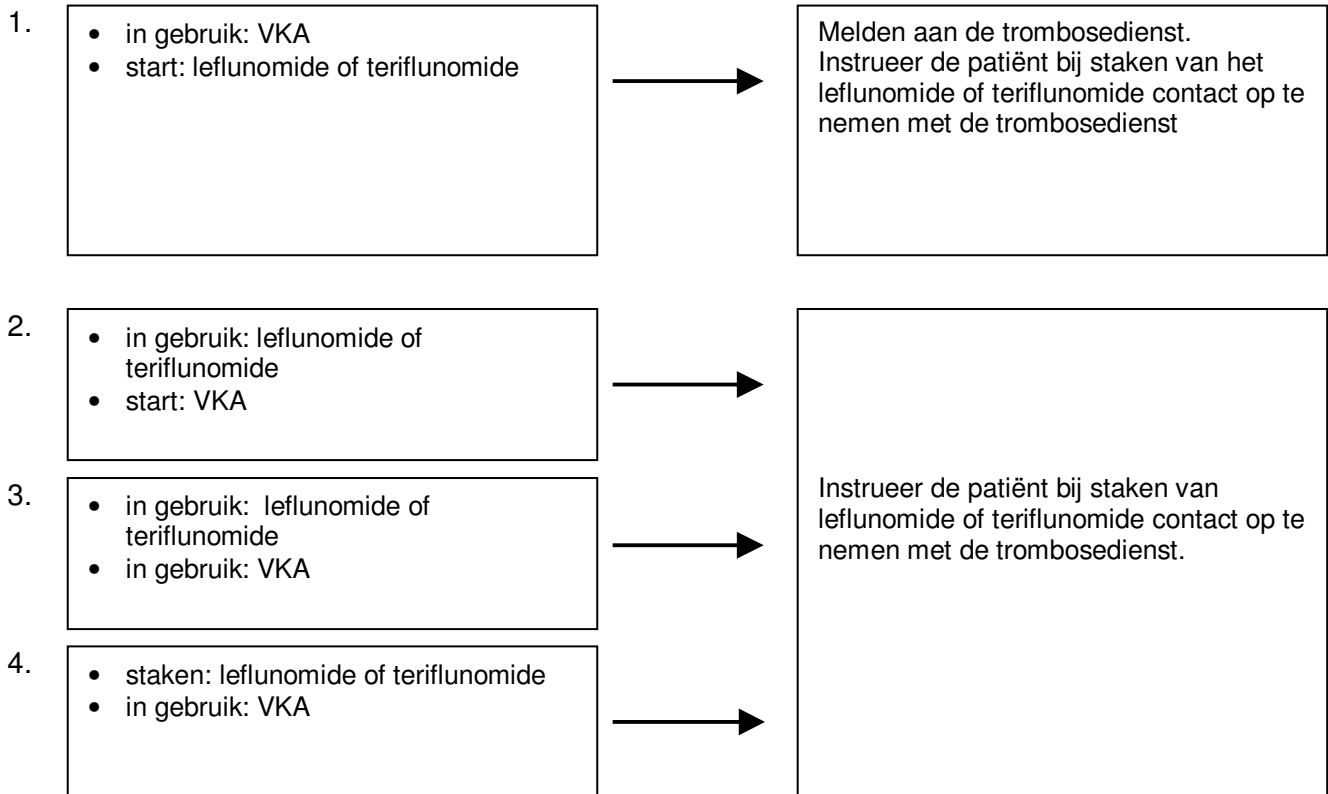 1.
• in gebruik: VKA
• start: leflunomide of teriflunomide
Melden aan de trombosedienst.
Instrueer de patiënt bij staken van het
leflunomide of teriflunomide contact op te
nemen met de trombosedienst
2.
• in gebruik: leflunomide of
teriflunomide
• start: VKA
3.
• in gebruik: leflunomide of
teriflunomide
• in gebruik: VKA
4.
• staken: leflunomide of teriflunomide
• in gebruik: VKA
Instrueer de patiënt bij staken van
leflunomide of teriflunomide contact op te
nemen met de trombosedienst.